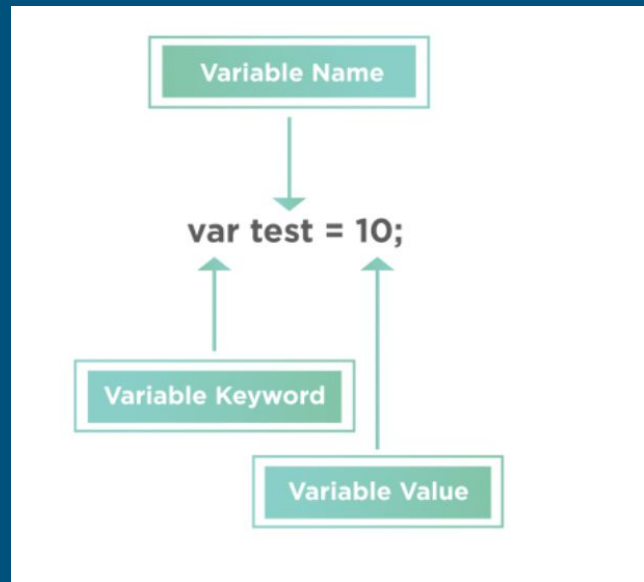 Variable Name
var test = 10;
Variable Keyword
Variable Value